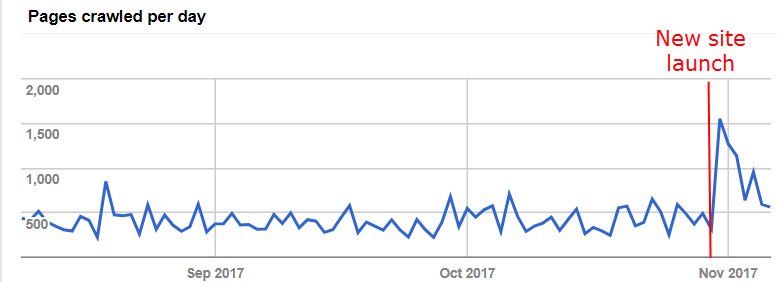 Pages crawled per day
New site
launch
2,000
1,500
1,000
500
Sep 2017
Oct 2017
Nov 2017